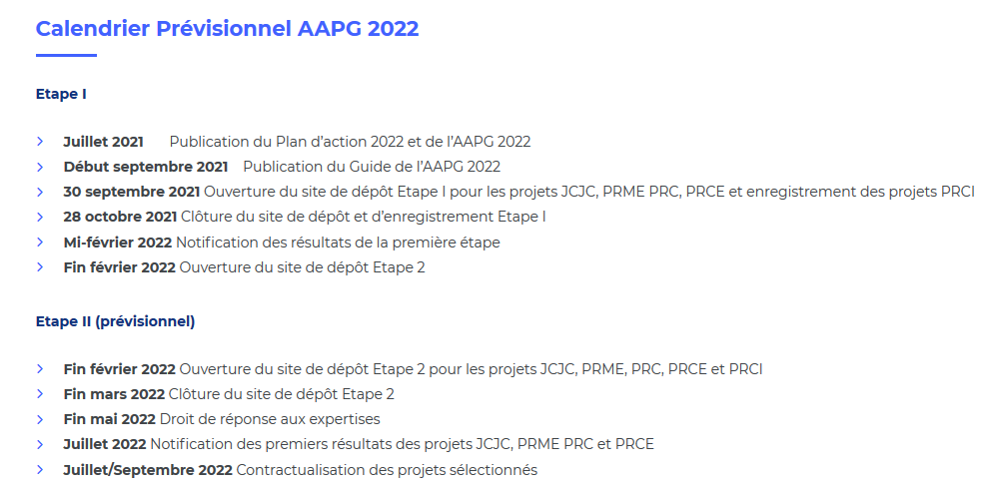 Calendrier Prévisionnel AAPG 2022
Etape I
Juillet 2021 Publication du Plan d’action 2022 et de l’AAPG 2022
Début septembre 2021 Publication du Guide de l’AAPG 2022
30 septembre 2021 Ouverture du site de dépôt Etape I pour les projets JCJC, PRME PRC, PRCE et enregistrement des projets PRCI
28 octobre 2021 Clôture du site de dépôt et d’enregistrement Etape I
Mi-février 2022 Notification des résultats de la première étape
Fin février 2022 Ouverture du site de dépôt Etape 2
Etape II (prévisionnel)
Fin février 2022 Ouverture du site de dépôt Etape 2 pour les projets JCJC, PRME, PRC, PRCE et PRCI
Fin mars 2022 Clôture du site de dépôt Etape 2
Fin mai 2022 Droit de réponse aux expertises
Juillet 2022 Notification des premiers résultats des projets JCJC, PRME PRC et PRCE
Juillet/Septembre 2022 Contractualisation des projets sélectionnés